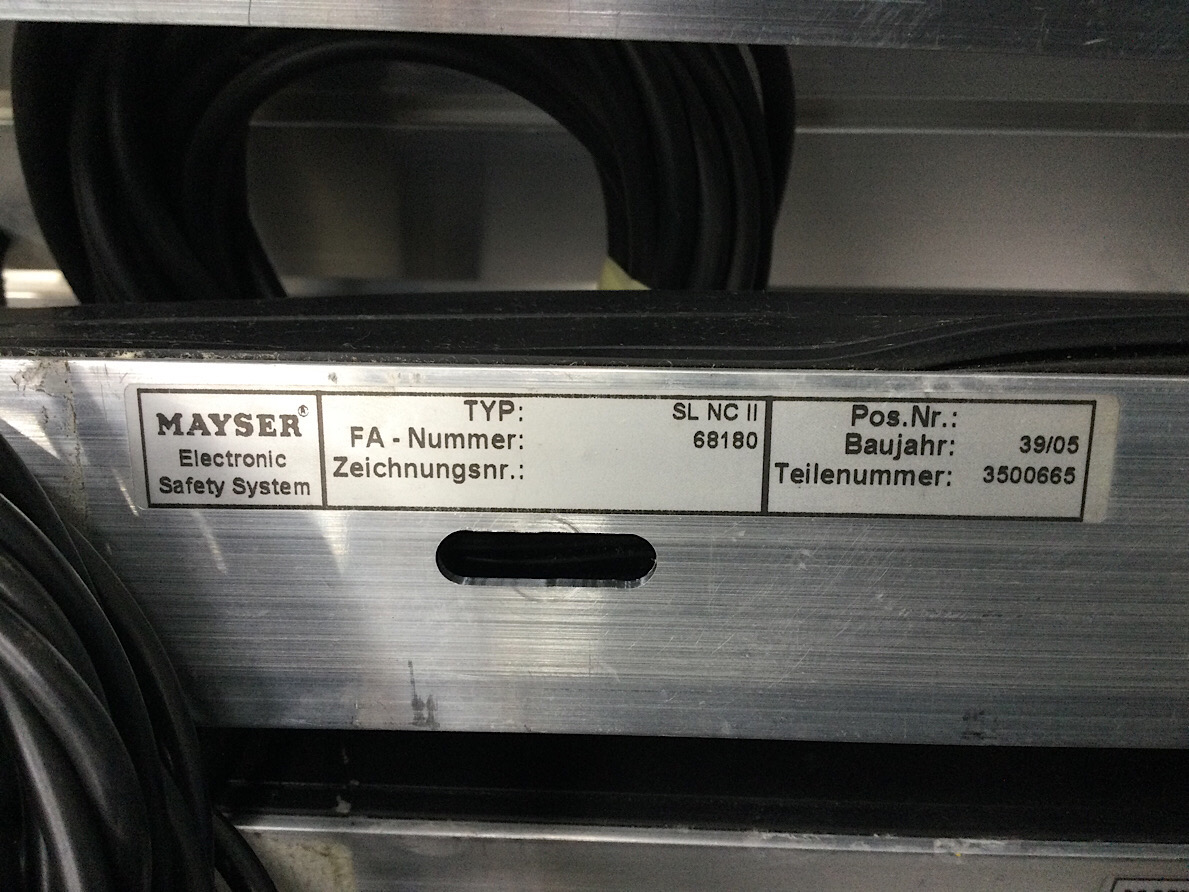 MAYSER®
Electronic
Safety System
TYP: SL NC II
FA - Nummer: 68180
Zeichnungsnr.:
Pos.Nr.:
Baujahr: 39/05
Teilenummer: 3500665